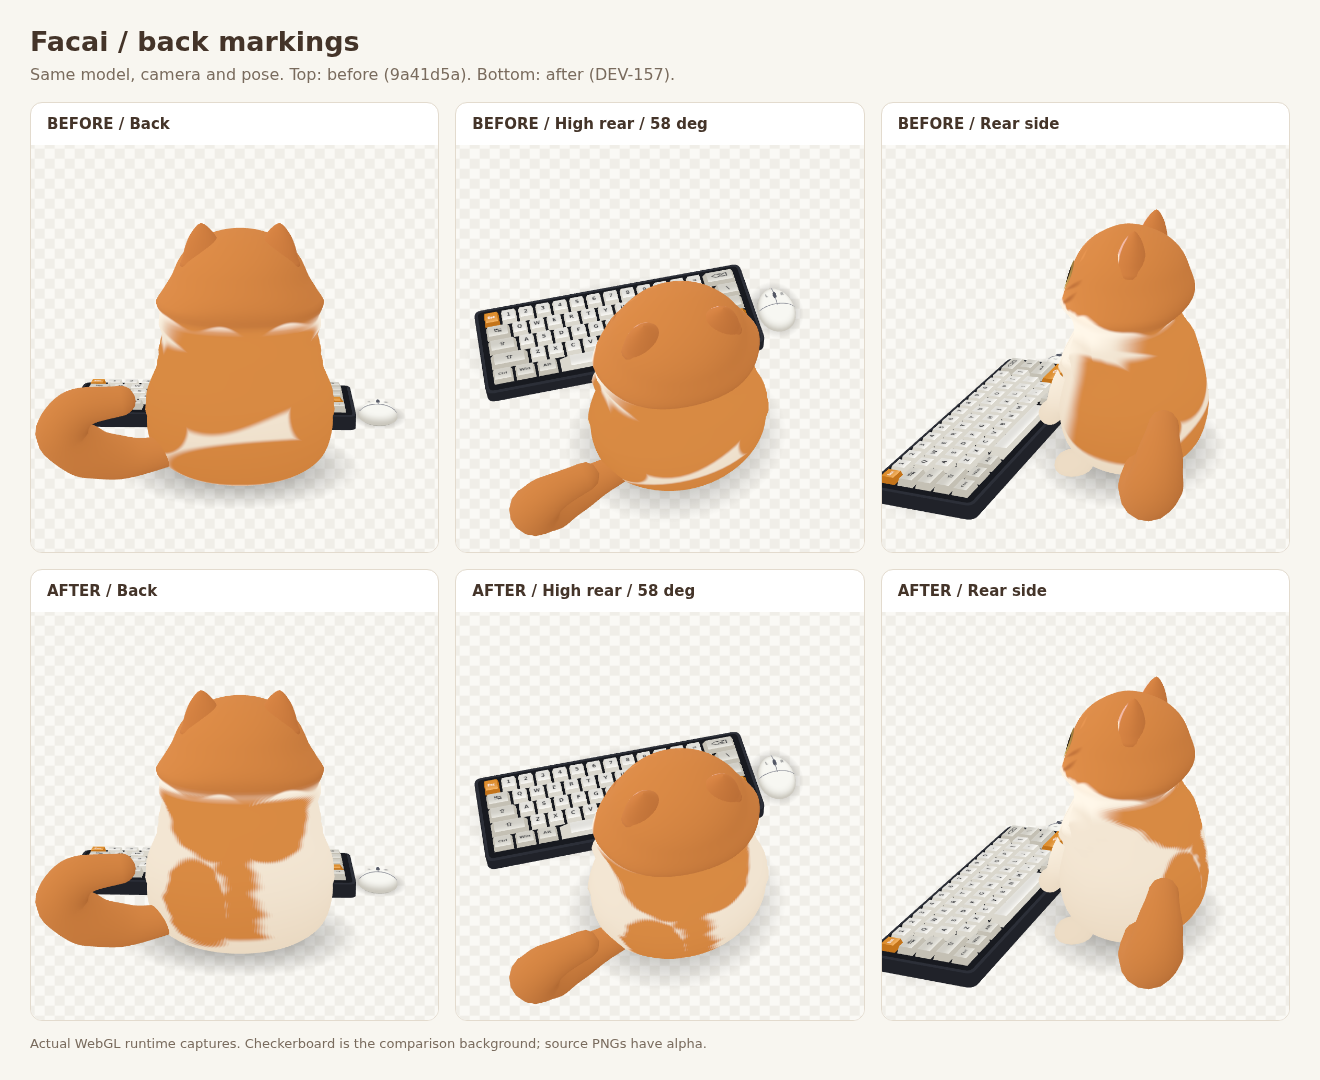 Facai / back markings
Same model, camera and pose. Top: before (9a41d5a). Bottom: after (DEV-157).
BEFORE / Back
BEFORE / High rear / 58 deg
BEFORE / Rear side
AFTER / Back
AFTER / High rear / 58 deg
AFTER / Rear side
Actual WebGL runtime captures. Checkerboard is the comparison background; source PNGs have alpha.